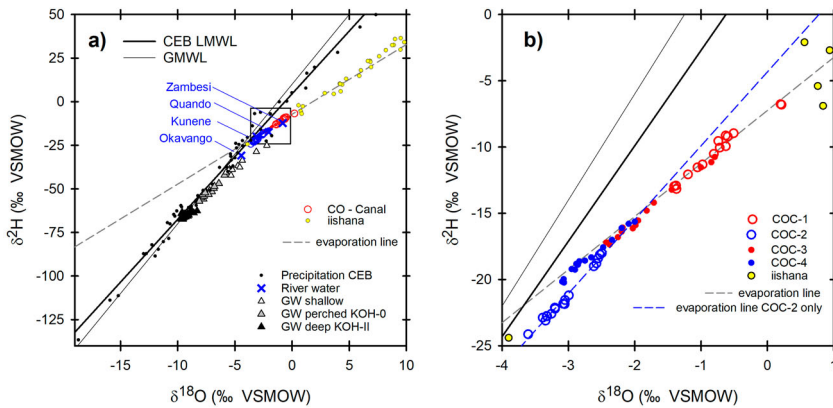 a)
CEB LMWL
GMWL
Zambesi
Quando
Kunene
Okavango
CO - Canal
iishana
evaporation line
Precipitation CEB
River water
GW shallow
GW perched KOH-0
GW deep KOH-II
δ²H (‰ VSMOW)
50
25
0
-25
-50
-75
-100
-125
-15 -10 -5 0 5 10
δ¹⁸O (‰ VSMOW)
b)
COC-1
COC-2
COC-3
COC-4
iishana
evaporation line
evaporation line COC-2 only
δ²H (‰ VSMOW)
0
-5
-10
-15
-20
-25
-4 -3 -2 -1 0 1
δ¹⁸O (‰ VSMOW)